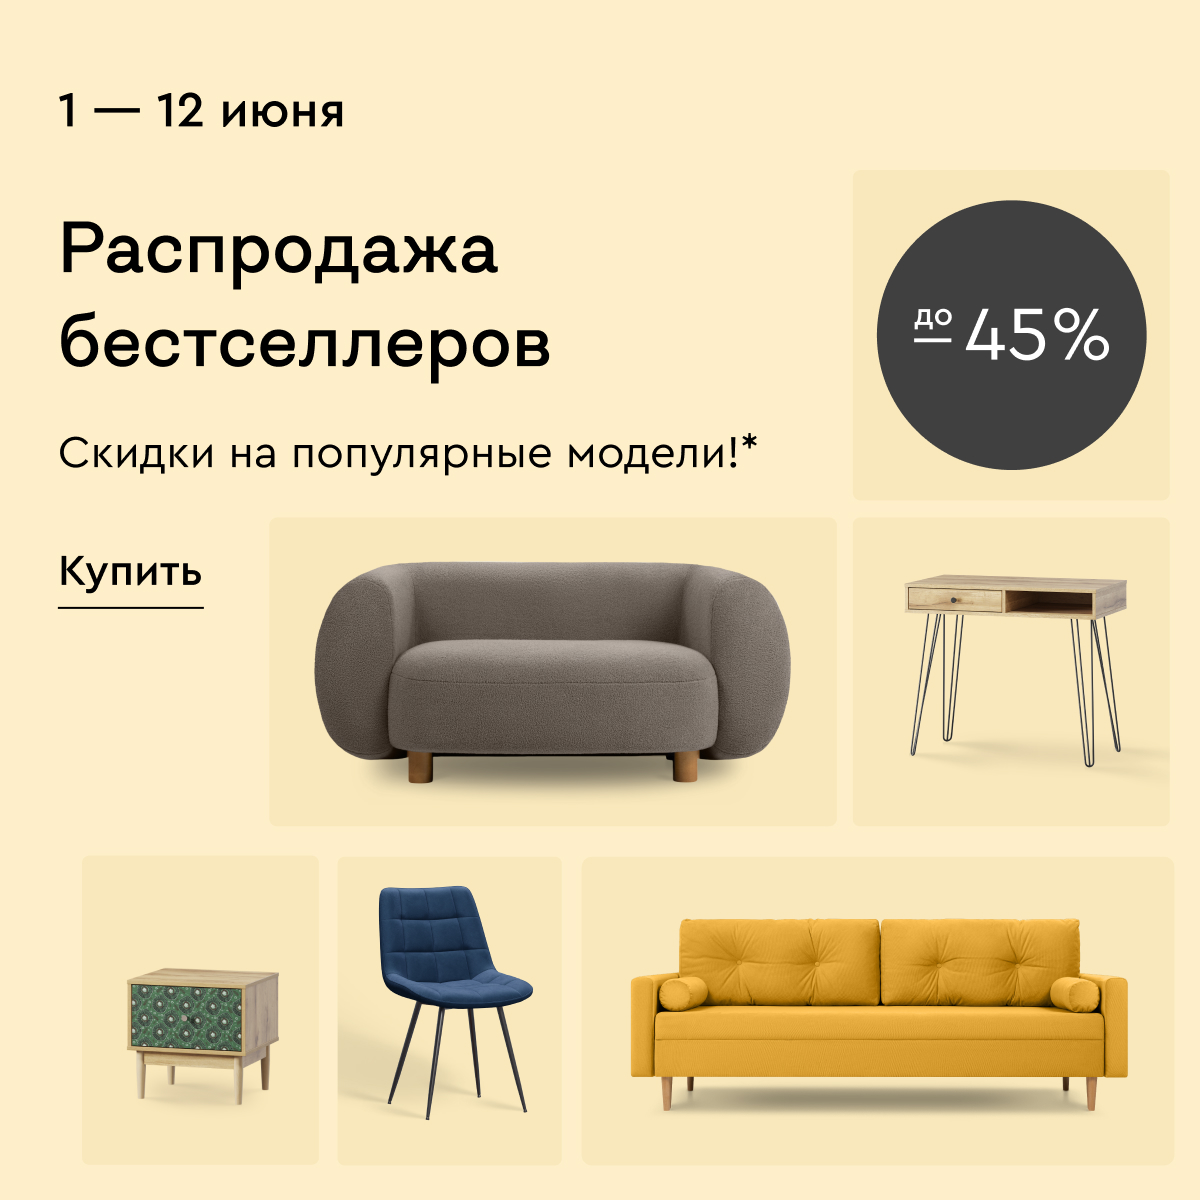 1 — 12 июня
Распродажа
бестселлеров
до 45%
Скидки на популярные модели!*
Купить